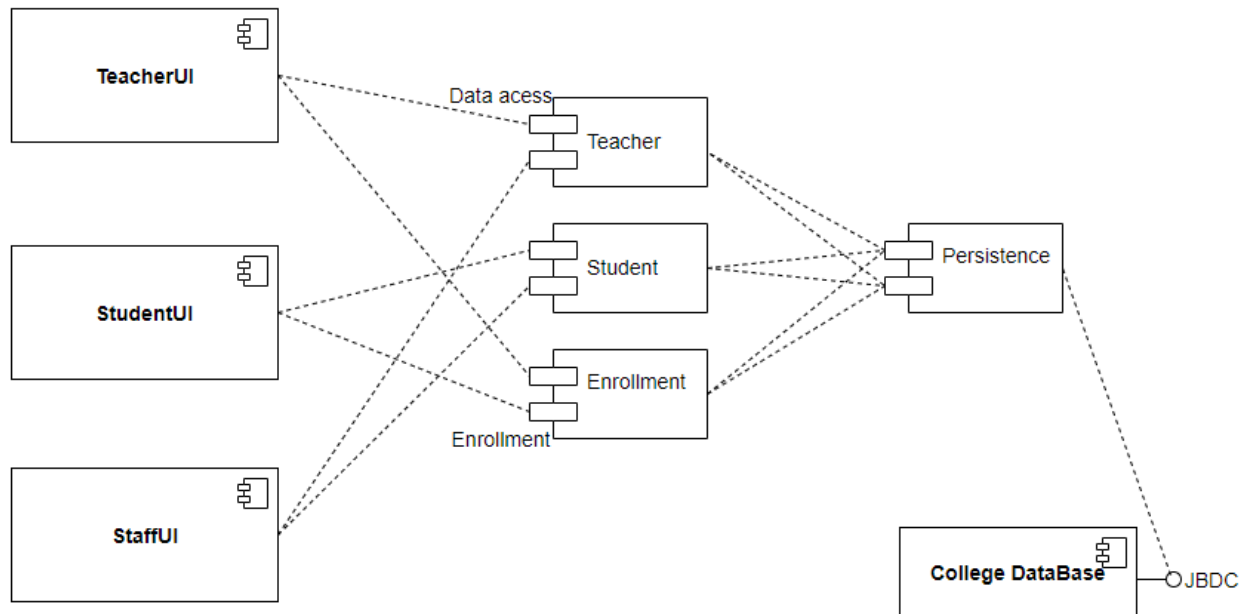 TeacherUI
Data acess
Teacher
StudentUI
Student
Persistence
Enrollment
Enrollment
StaffUI
College DataBase
JBDC